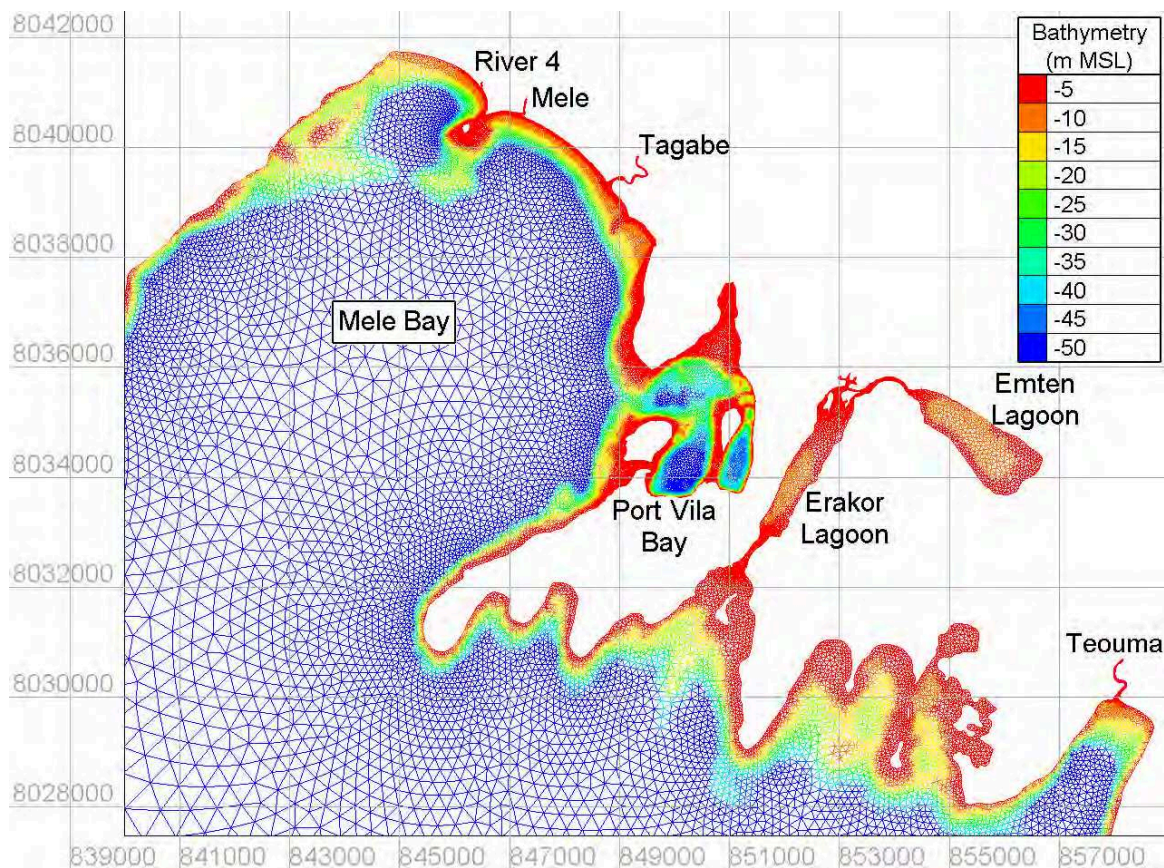 8042000
8040000
8038000
8036000
8034000
8032000
8030000
8028000
839000
841000
843000
845000
847000
849000
851000
853000
855000
857000
River 4
Mele
Tagabe
Mele Bay
Port Vila
Bay
Erakor
Lagoon
Emten
Lagoon
Teouma
Bathymetry
(m MSL)
-5
-10
-15
-20
-25
-30
-35
-40
-45
-50